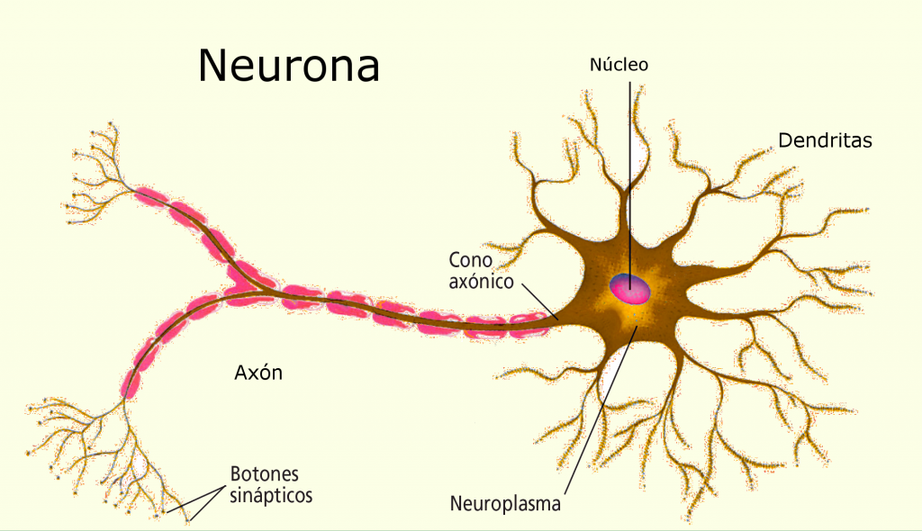 Neurona
Núcleo
Dendritas
Cono
axónico
Axón
Botones
sinápticos
Neuroplasma